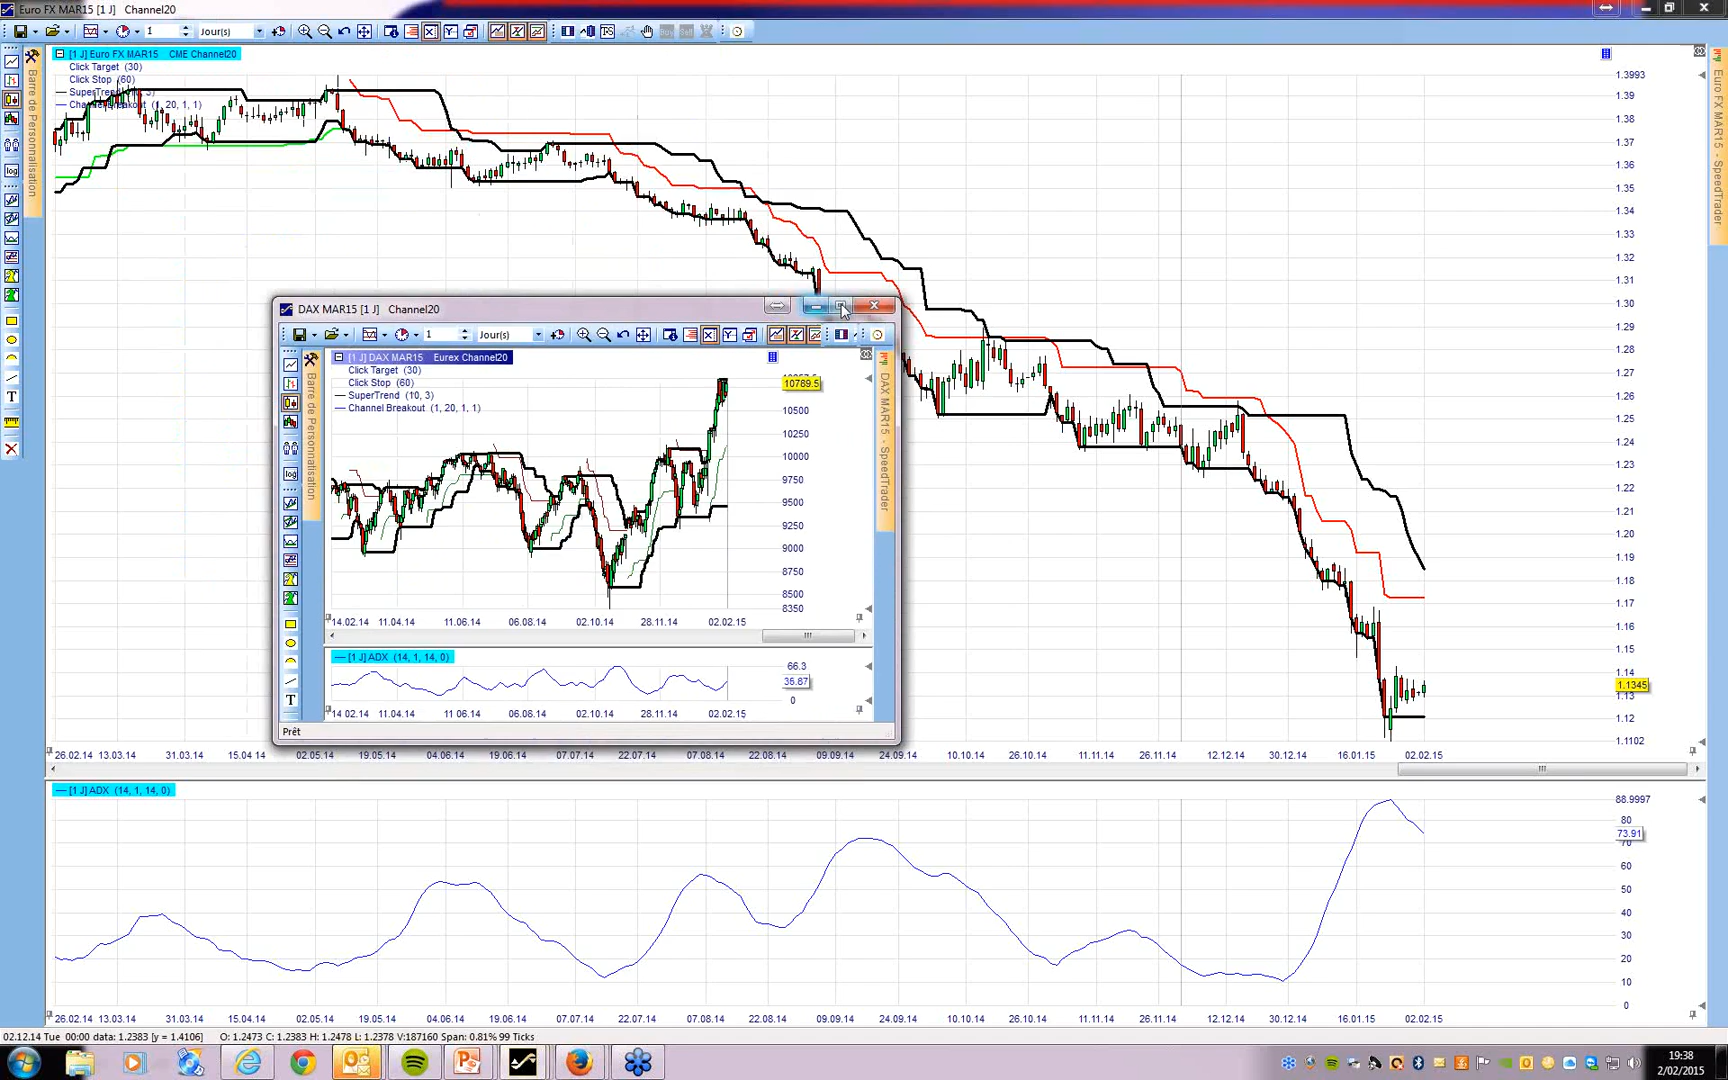 Euro FX MAR15 [1 J] Channel20
1 Jour(s)
[1 J] Euro FX MAR15 CME Channel20
Click Target (30)
Click Stop (60)
Channel Breakout (1, 20, 1, 1)
Barre de Personnalisation
Euro FX MAR15 - SpeedTrader
log
T
1.3993
1.39
1.38
1.37
1.36
1.35
1.34
1.33
1.32
1.31
1.30
1.29
1.28
1.27
1.26
1.25
1.24
1.23
1.22
1.21
1.20
1.19
1.18
1.17
1.16
1.15
1.14
1.1345
1.13
1.12
1.1102
DAX MAR15 [1 J] Channel20
1 Jour(s)
[1 J] DAX MAR15 Eurex Channel20
Click Target (30)
Click Stop (60)
SuperTrend (10, 3)
Channel Breakout (1, 20, 1, 1)
Barre de Personnalisation
DAX MAR15 - SpeedTrader
log
T
10789.5
10500
10250
10000
9750
9500
9250
9000
8750
8500
8350
14.02.14 11.04.14 11.06.14 06.08.14 02.10.14 28.11.14 02.02.15
[1 J] ADX (14, 1, 14, 0)
66.3
36.87
0
14.02.14 11.04.14 11.06.14 06.08.14 02.10.14 28.11.14 02.02.15
Prêt
26.02.14 13.03.14 31.03.14 15.04.14 02.05.14 19.05.14 04.06.14 19.06.14 07.07.14 22.07.14 07.08.14 22.08.14 09.09.14 24.09.14 10.10.14 26.10.14 11.11.14 26.11.14 12.12.14 30.12.14 16.01.15 02.02.15
[1 J] ADX (14, 1, 14, 0)
88.9997
80
73.91
70
60
50
40
30
20
10
0
26.02.14 13.03.14 31.03.14 15.04.14 02.05.14 19.05.14 04.06.14 19.06.14 07.07.14 22.07.14 07.08.14 22.08.14 09.09.14 24.09.14 10.10.14 26.10.14 11.11.14 26.11.14 12.12.14 30.12.14 16.01.15 02.02.15
02.12.14 Tue 00:00 data: 1.2383 [y = 1.4106] O: 1.2473 C: 1.2383 H: 1.2478 L: 1.2378 V:187160 Span: 0.81% 99 Ticks
19:38
2/02/2015